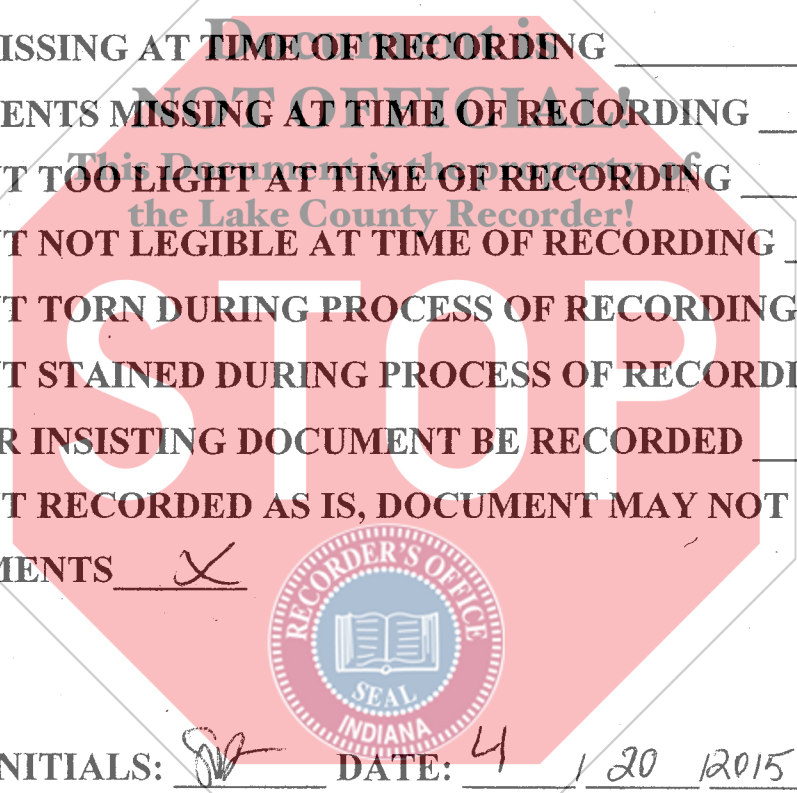 Document is
ISSING AT TIME OF RECORDING
NOT OFFICIAL!
ENTS MISSING AT TIME OF RECORDING
This Document is the property of
T TOO LIGHT AT TIME OF RECORDING
the Lake County Recorder!
T NOT LEGIBLE AT TIME OF RECORDING
T TORN DURING PROCESS OF RECORDING
STOP
T STAINED DURING PROCESS OF RECORDI
R INSISTING DOCUMENT BE RECORDED
T RECORDED AS IS, DOCUMENT MAY NOT
MENTS X
RECORDER'S OFFICE
SEAL
INDIANA
NITIALS: DATE: 4 / 20 / 2015